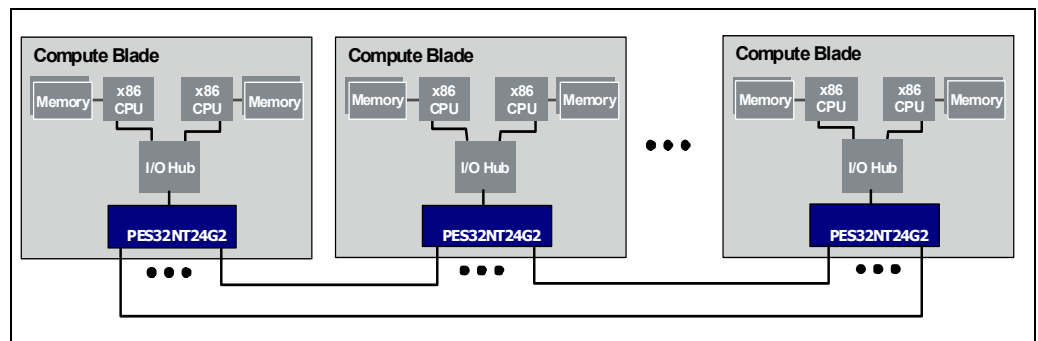 Compute Blade
Memory
x86
CPU
x86
CPU
Memory
I/O Hub
PES32NT24G2
Compute Blade
Memory
x86
CPU
x86
CPU
Memory
I/O Hub
PES32NT24G2
Compute Blade
Memory
x86
CPU
x86
CPU
Memory
I/O Hub
PES32NT24G2